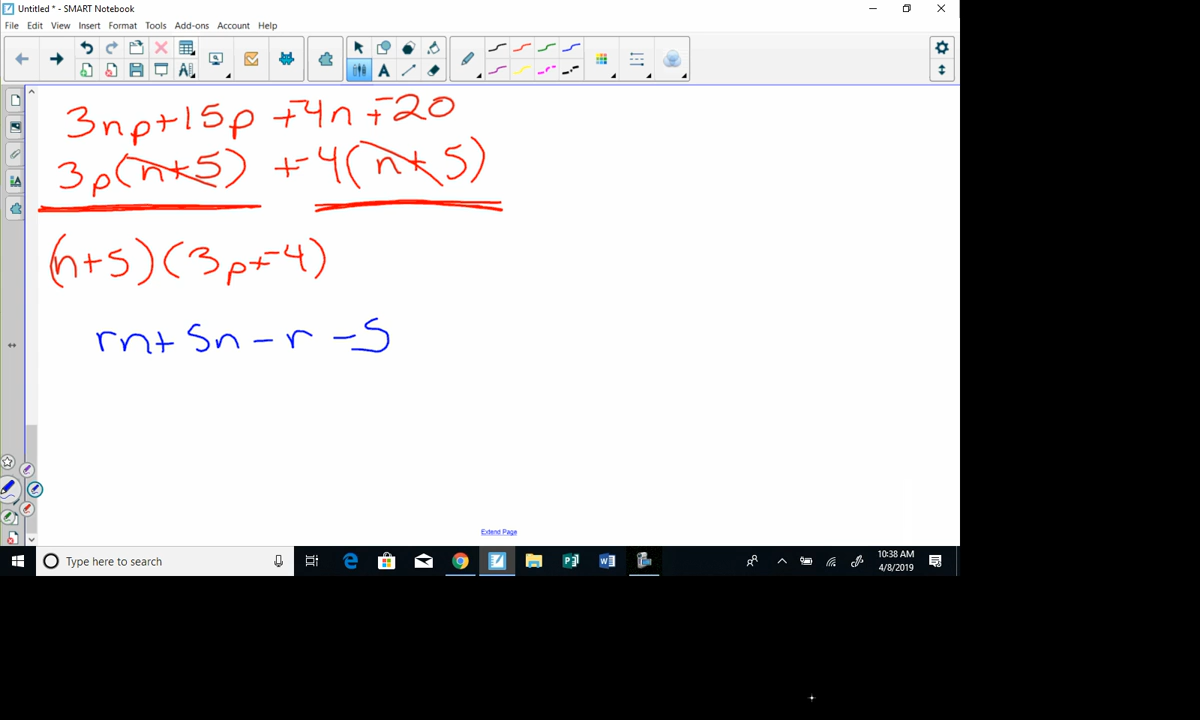 Untitled * - SMART Notebook
File Edit View Insert Format Tools Add-ons Account Help
3np+15p +⁻4n+⁻20
3p(n+5) +⁻4(n+5)
(n+5)(3p+⁻4)
rn+5n-r-5
Extend Page
Type here to search
10:38 AM
4/8/2019